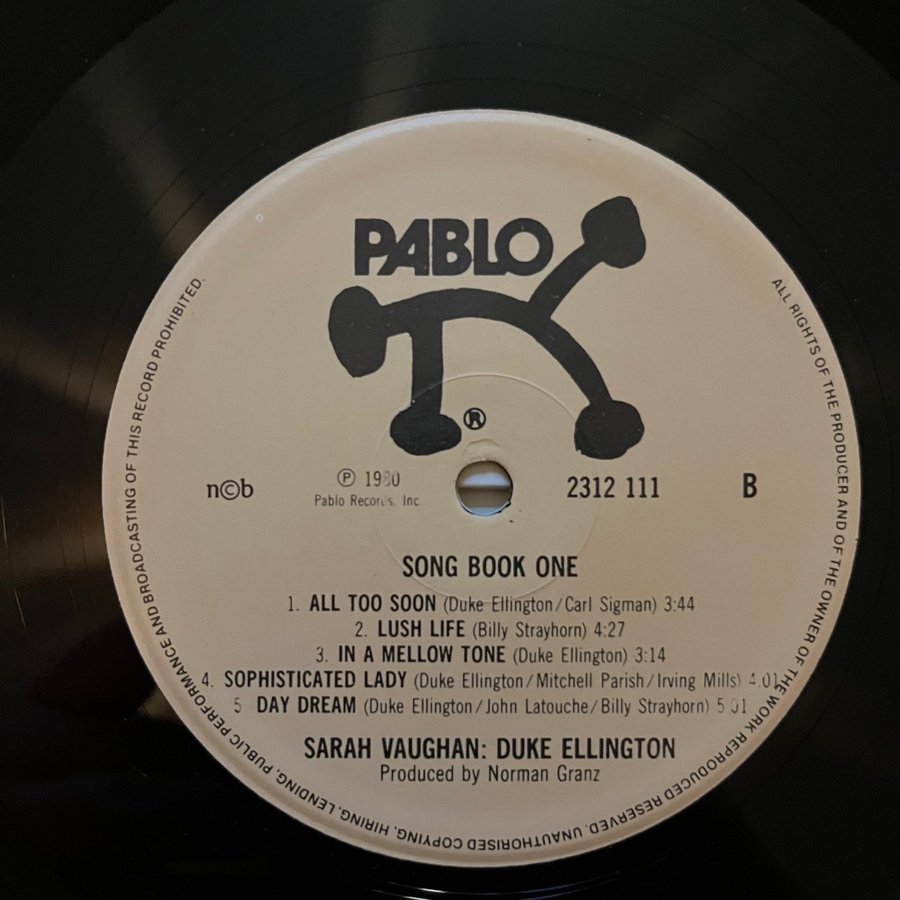 PABLO
®
n©b
℗ 1980
Pablo Records, Inc.
2312 111
B
SONG BOOK ONE
1. ALL TOO SOON (Duke Ellington/Carl Sigman) 3:44
2. LUSH LIFE (Billy Strayhorn) 4:27
3. IN A MELLOW TONE (Duke Ellington) 3:14
4. SOPHISTICATED LADY (Duke Ellington/Mitchell Parish/Irving Mills) 4.01
5 DAY DREAM (Duke Ellington/John Latouche/Billy Strayhorn) 5 01
SARAH VAUGHAN: DUKE ELLINGTON
Produced by Norman Granz
ALL RIGHTS OF THE PRODUCER AND OF THE OWNER OF THE WORK REPRODUCED RESERVED. UNAUTHORISED COPYING, HIRING, LENDING, PUBLIC PERFORMANCE AND BROADCASTING OF THIS RECORD PROHIBITED.